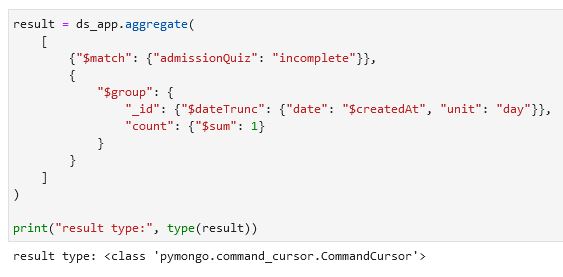 result = ds_app.aggregate(
    [
        {"$match": {"admissionQuiz": "incomplete"}},
        {
            "$group": {
                "_id": {"$dateTrunc": {"date": "$createdAt", "unit": "day"}},
                "count": {"$sum": 1}
            }
        }
    ]
)
print("result type:", type(result))
result type: <class 'pymongo.command_cursor.CommandCursor'>